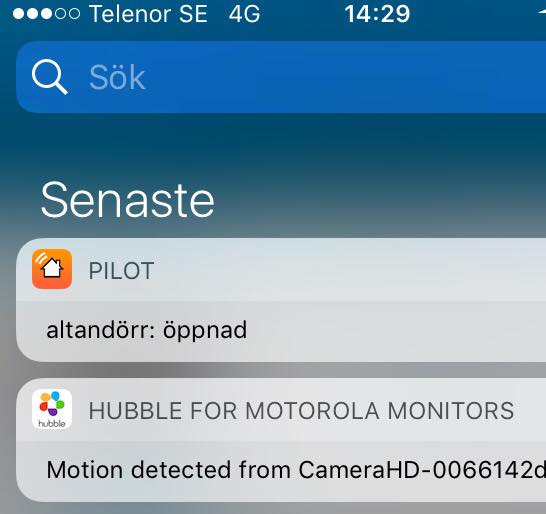 Telenor SE 4G 14:29
Sök
Senaste
PILOT
altandörr: öppnad
hubble
HUBBLE FOR MOTOROLA MONITORS
Motion detected from CameraHD-0066142d